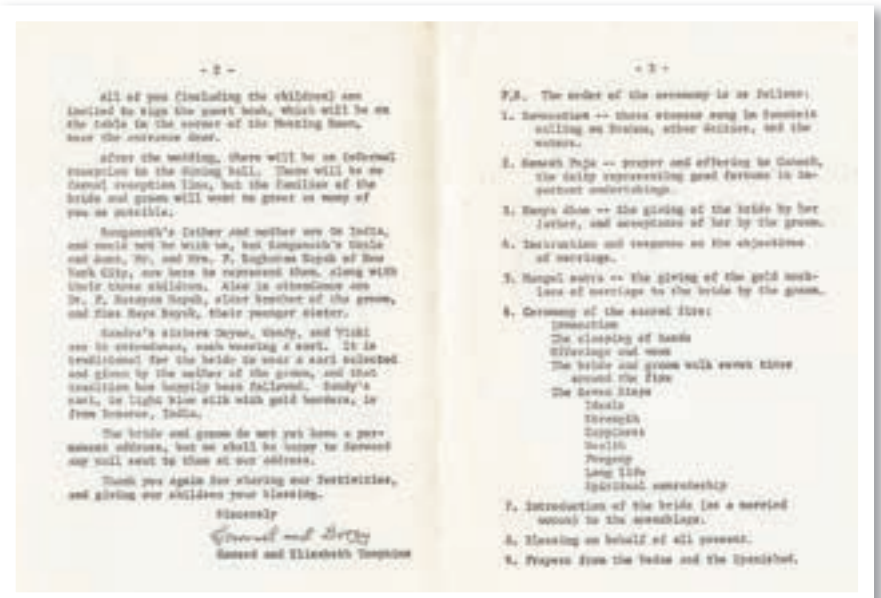 - 2 -
All of you (including the children) are
invited to sign the guest book, which will be on
the table in the corner of the Meeting Room,
near the entrance door.
After the wedding, there will be an informal
reception in the dining hall. There will be no
formal reception line, but the families of the
bride and groom will want to greet as many of
you as possible.
father and mother are in India,
and could not be with us, but Uncle
and Aunt, Mr. and Mrs. P. Nayak of New
York City, are here to represent them, along with
their three children. Also in attendance are
Dr. P. Narayan Nayak, elder brother of the groom,
and Miss Nayak, their younger sister.
sisters Wendy, and Vicki
are in attendance, each wearing a sari. It is
traditional for the bride to wear a sari selected
and given by the mother of the groom, and that
tradition has happily been followed.
sari, in light blue silk with gold borders, is
from India.
The bride and groom do not yet have a per-
manent address, but we shall be happy to forward
any mail sent to them at our address.
Thank you again for sharing our festivities,
and giving our children your blessing.
Sincerely
and Elizabeth
- 3 -
P.S. The order of the ceremony is as follows:
1. Invocation -- three stanzas sung in Sanskrit
calling on other deities, and the
2. Ganesh Puja -- prayer and offering to Ganesh,
the deity representing good fortune in im-
portant undertakings.
3. Kanya -- the giving of the bride by her
father, and acceptance of her by the groom.
4. Instruction and response on the objectives
of marriage.
5. Mangal sutra -- the giving of the gold neck-
lace of marriage to the bride by the groom.
6. Ceremony of the sacred fire:
Invocation
The clasping of hands
Offerings and vows
The bride and groom walk seven times
around the fire
The Seven Steps
Ideals
Strength
Health
Progeny
Long life
Spiritual comradeship
7. Introduction of the bride (as a married
woman) to the assemblage.
8. Blessing on behalf of all present.
9. Prayers from the Vedas and the Upanishad.